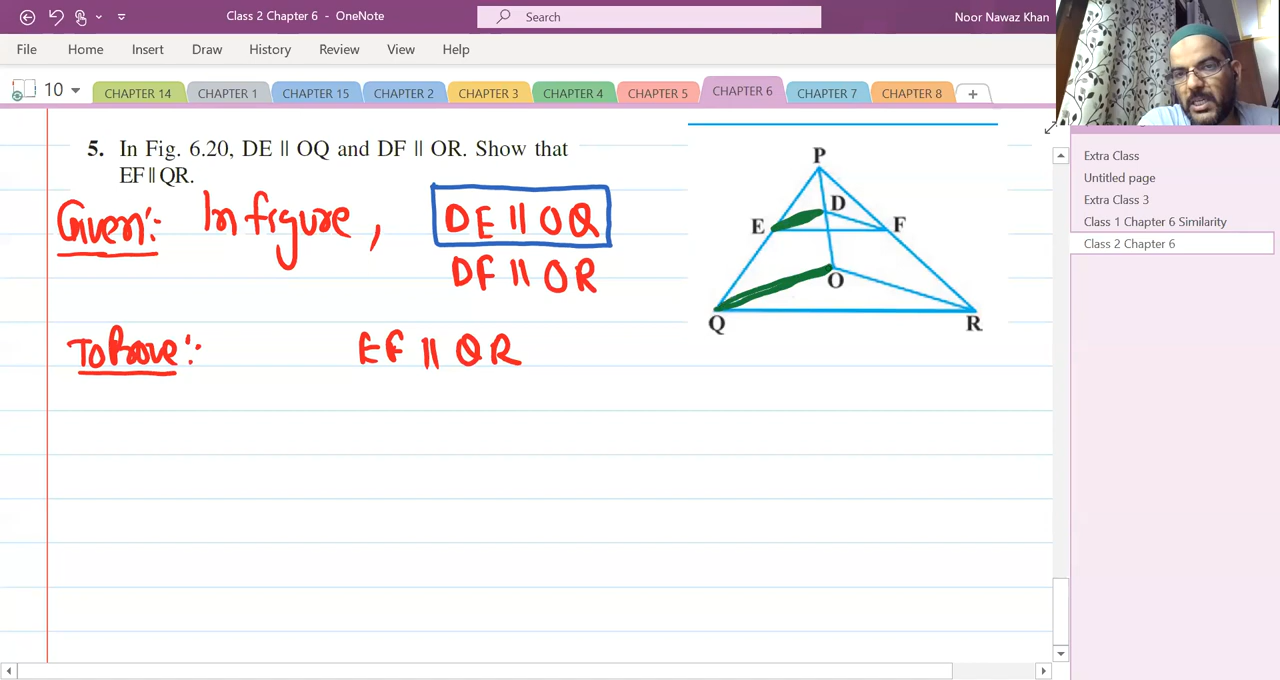 Class 2 Chapter 6 - OneNote
Search
Noor Nawaz Khan
File Home Insert Draw History Review View Help
10
CHAPTER 14 CHAPTER 1 CHAPTER 15 CHAPTER 2 CHAPTER 3 CHAPTER 4 CHAPTER 5 CHAPTER 6 CHAPTER 7 CHAPTER 8 +
5. In Fig. 6.20, DE || OQ and DF || OR. Show that
EF || QR.
Given:- In figure, DE || OQ
DF || OR
To Prove:- EF || QR
P
D
E
F
O
Q
R
Extra Class
Untitled page
Extra Class 3
Class 1 Chapter 6 Similarity
Class 2 Chapter 6